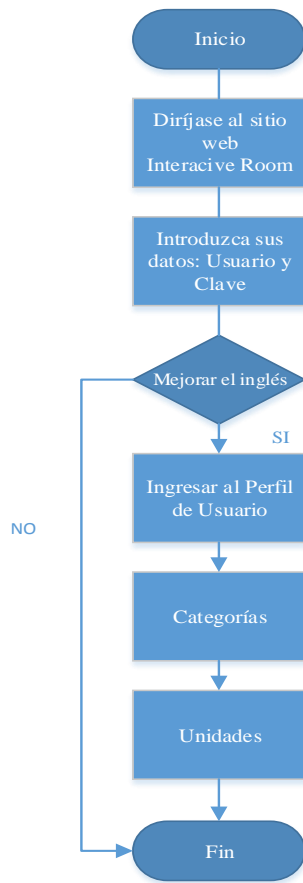 Inicio
Diríjase al sitio
web
Interacive Room
Introduzca sus
datos: Usuario y
Clave
Mejorar el inglés
SI
Ingresar al Perfil
de Usuario
NO
Categorías
Unidades
Fin